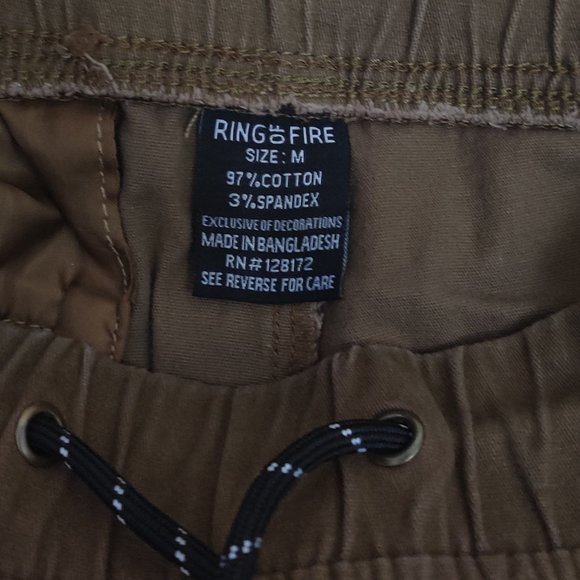 RING OF FIRE
SIZE: M
97%COTTON
3%SPANDEX
EXCLUSIVE OF DECORATIONS
MADE IN BANGLADESH
RN#128172
SEE REVERSE FOR CARE